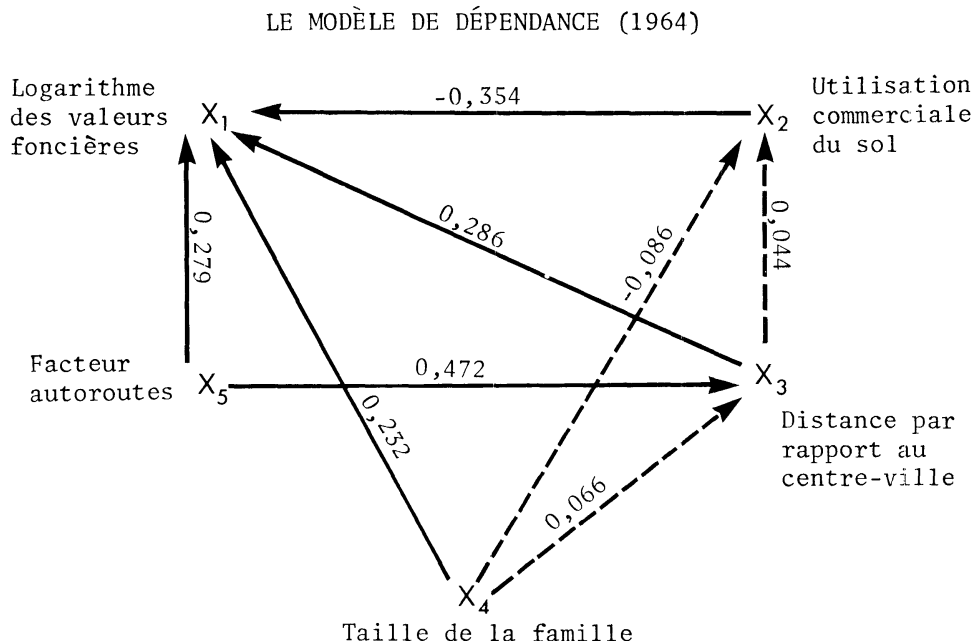 LE MODÈLE DE DÉPENDANCE (1964)
Logarithme
des valeurs
foncières
X1
-0,354
X2
Utilisation
commerciale
du sol
0,279
0,286
-0,086
0,044
Facteur
autoroutes
X5
0,472
X3
Distance par
rapport au
centre-ville
0,232
0,066
X4
Taille de la famille